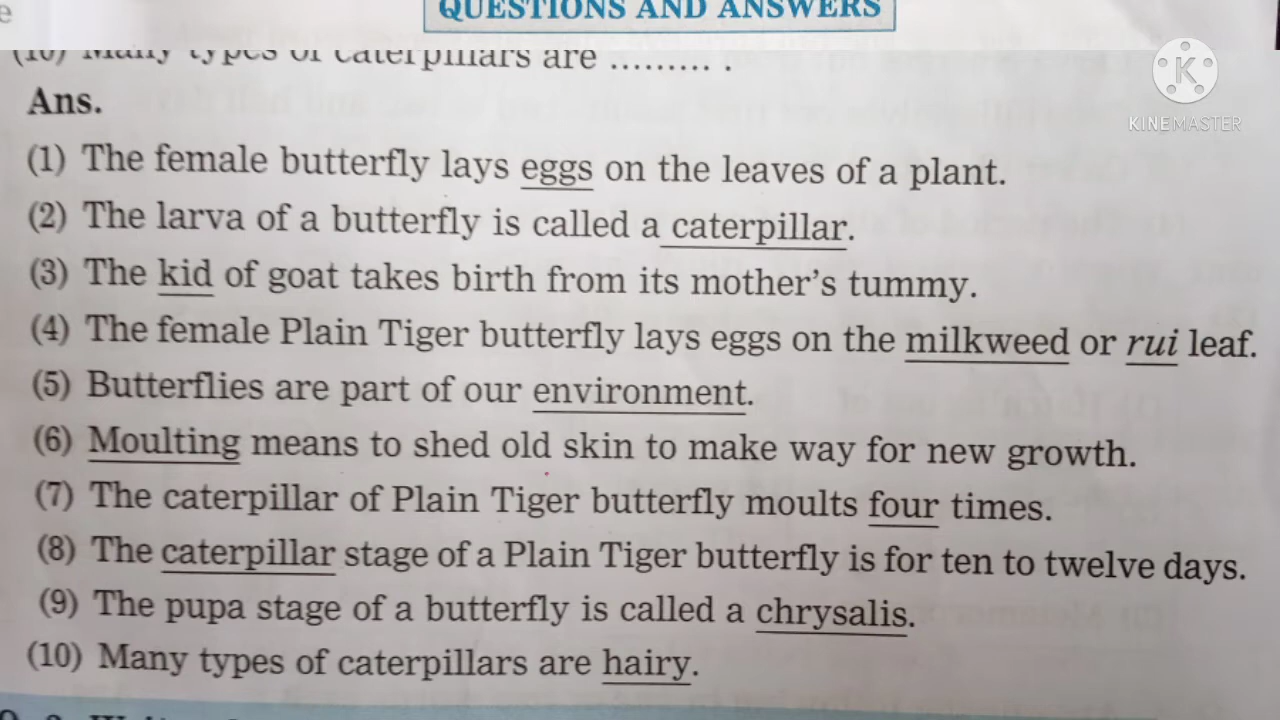 e
QUESTIONS AND ANSWERS
(10) Many types of caterpillars are ......... .
KINEMASTER
Ans.
(1) The female butterfly lays eggs on the leaves of a plant.
(2) The larva of a butterfly is called a caterpillar.
(3) The kid of goat takes birth from its mother's tummy.
(4) The female Plain Tiger butterfly lays eggs on the milkweed or rui leaf.
(5) Butterflies are part of our environment.
(6) Moulting means to shed old skin to make way for new growth.
(7) The caterpillar of Plain Tiger butterfly moults four times.
(8) The caterpillar stage of a Plain Tiger butterfly is for ten to twelve days.
(9) The pupa stage of a butterfly is called a chrysalis.
(10) Many types of caterpillars are hairy.